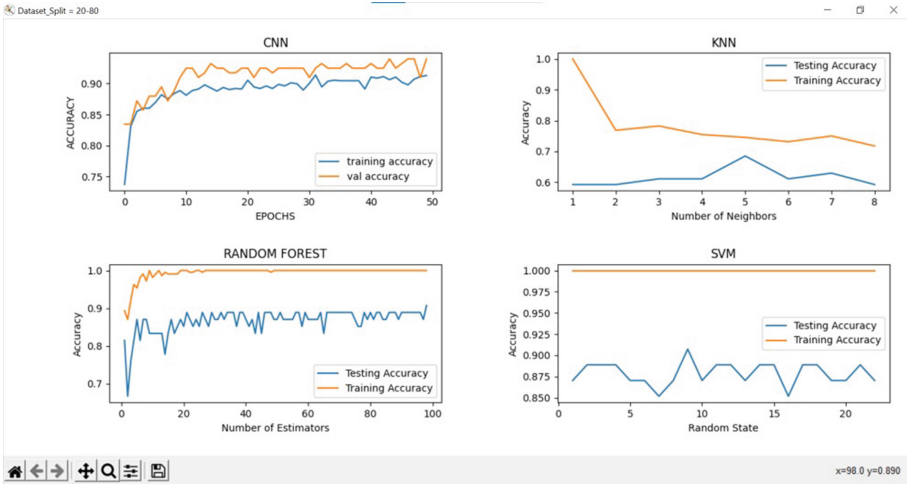 Dataset_Split = 20-80
CNN
ACCURACY
0.90
0.85
0.80
0.75
0 10 20 30 40 50
EPOCHS
training accuracy
val accuracy
KNN
Accuracy
1.0
0.9
0.8
0.7
0.6
1 2 3 4 5 6 7 8
Number of Neighbors
Testing Accuracy
Training Accuracy
RANDOM FOREST
Accuracy
1.0
0.9
0.8
0.7
0 20 40 60 80 100
Number of Estimators
Testing Accuracy
Training Accuracy
SVM
Accuracy
1.000
0.975
0.950
0.925
0.900
0.875
0.850
0 5 10 15 20
Random State
Testing Accuracy
Training Accuracy
x=98.0 y=0.890